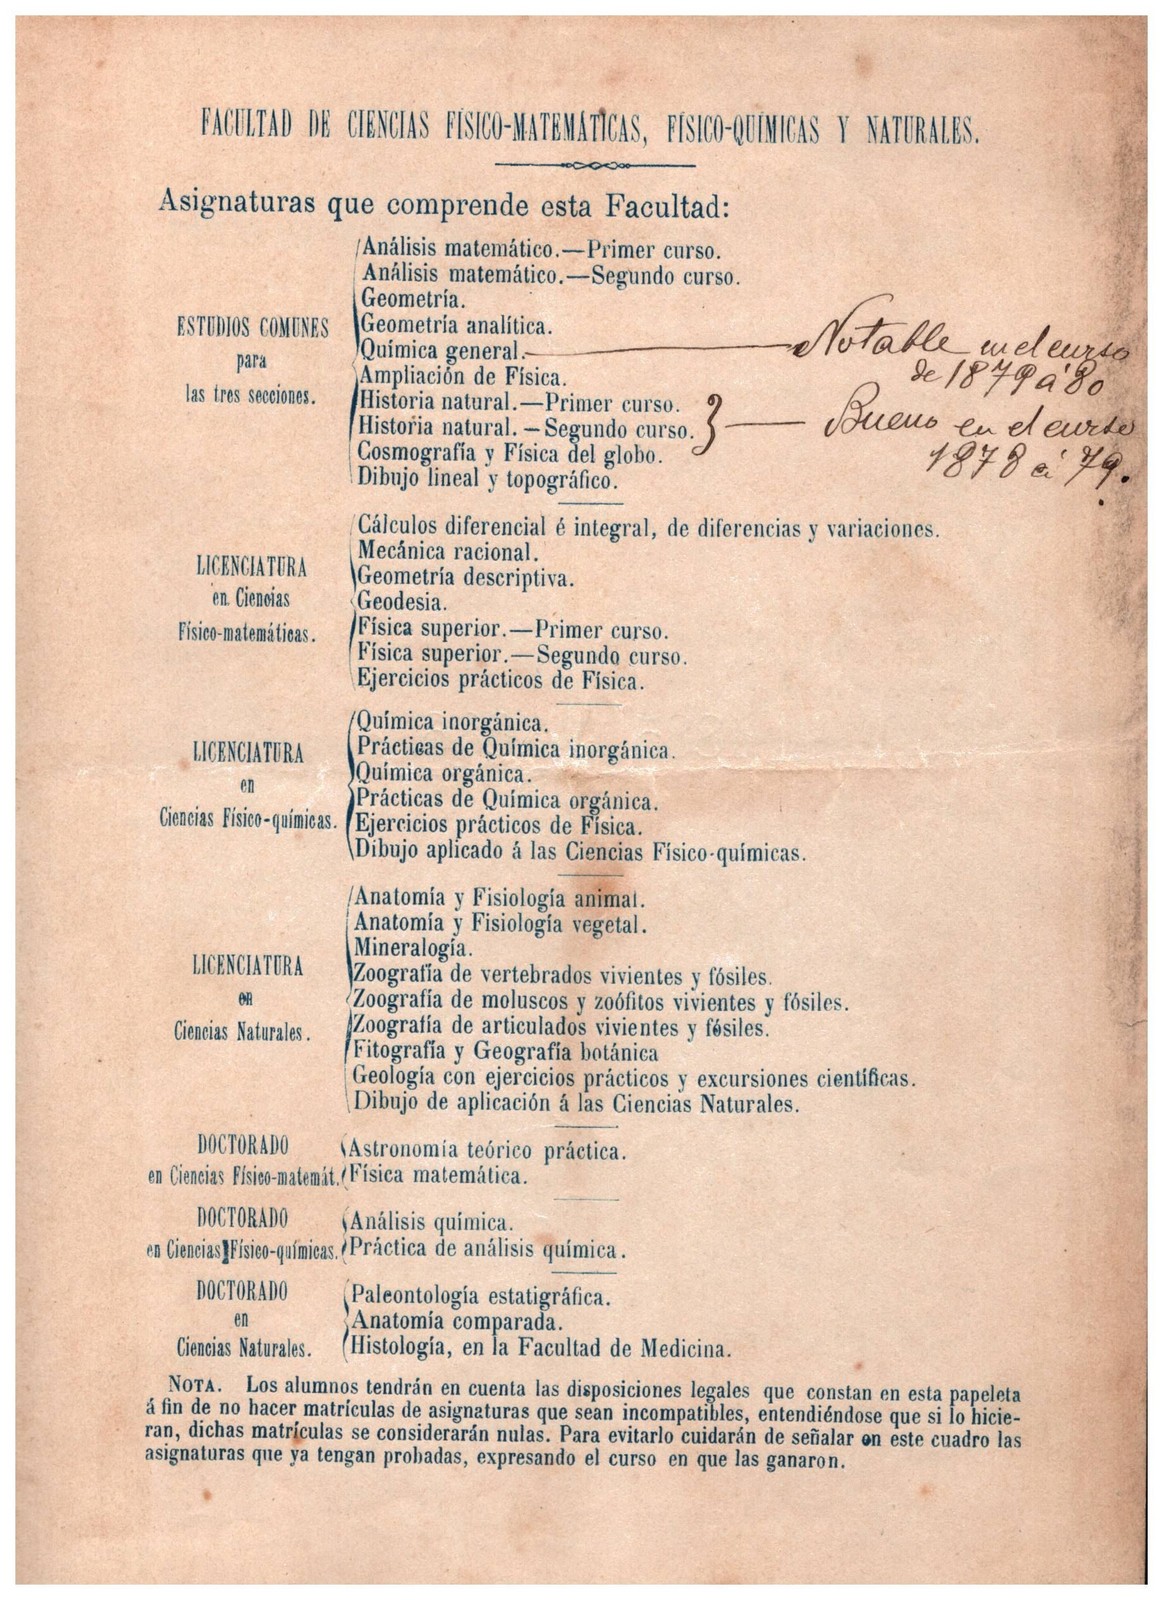 FACULTAD DE CIENCIAS FÍSICO-MATEMÁTICAS, FÍSICO-QUÍMICAS Y NATURALES.
Asignaturas que comprende esta Facultad:
ESTUDIOS COMUNES
para
las tres secciones.
Análisis matemático.—Primer curso.
Análisis matemático.—Segundo curso.
Geometría.
Geometría analítica.
Química general.
Ampliación de Física.
Historia natural.—Primer curso.
Historia natural.—Segundo curso.
Cosmografía y Física del globo.
Dibujo lineal y topográfico.
Notable en el curso
de 1879 á 80
Bueno en el curso
1878 á 79.
LICENCIATURA
en Ciencias
Físico-matemáticas.
Cálculos diferencial é integral, de diferencias y variaciones.
Mecánica racional.
Geometría descriptiva.
Geodesia.
Física superior.—Primer curso.
Física superior.—Segundo curso.
Ejercicios prácticos de Física.
LICENCIATURA
en
Ciencias Físico-químicas.
Química inorgánica.
Prácticas de Química inorgánica.
Química orgánica.
Prácticas de Química orgánica.
Ejercicios prácticos de Física.
Dibujo aplicado á las Ciencias Físico-químicas.
LICENCIATURA
en
Ciencias Naturales.
Anatomía y Fisiología animal.
Anatomía y Fisiología vegetal.
Mineralogía.
Zoografía de vertebrados vivientes y fósiles.
Zoografía de moluscos y zoófitos vivientes y fósiles.
Zoografía de articulados vivientes y fósiles.
Fitografía y Geografía botánica
Geología con ejercicios prácticos y excursiones científicas.
Dibujo de aplicación á las Ciencias Naturales.
DOCTORADO
en Ciencias Físico-matemát.
Astronomía teórico práctica.
Física matemática.
DOCTORADO
en Ciencias Físico-químicas.
Análisis química.
Práctica de análisis química.
DOCTORADO
en
Ciencias Naturales.
Paleontología estatigráfica.
Anatomía comparada.
Histología, en la Facultad de Medicina.
NOTA. Los alumnos tendrán en cuenta las disposiciones legales que constan en esta papeleta
á fin de no hacer matrículas de asignaturas que sean incompatibles, entendiéndose que si lo hicie-
ran, dichas matrículas se considerarán nulas. Para evitarlo cuidarán de señalar en este cuadro las
asignaturas que ya tengan probadas, expresando el curso en que las ganaron.